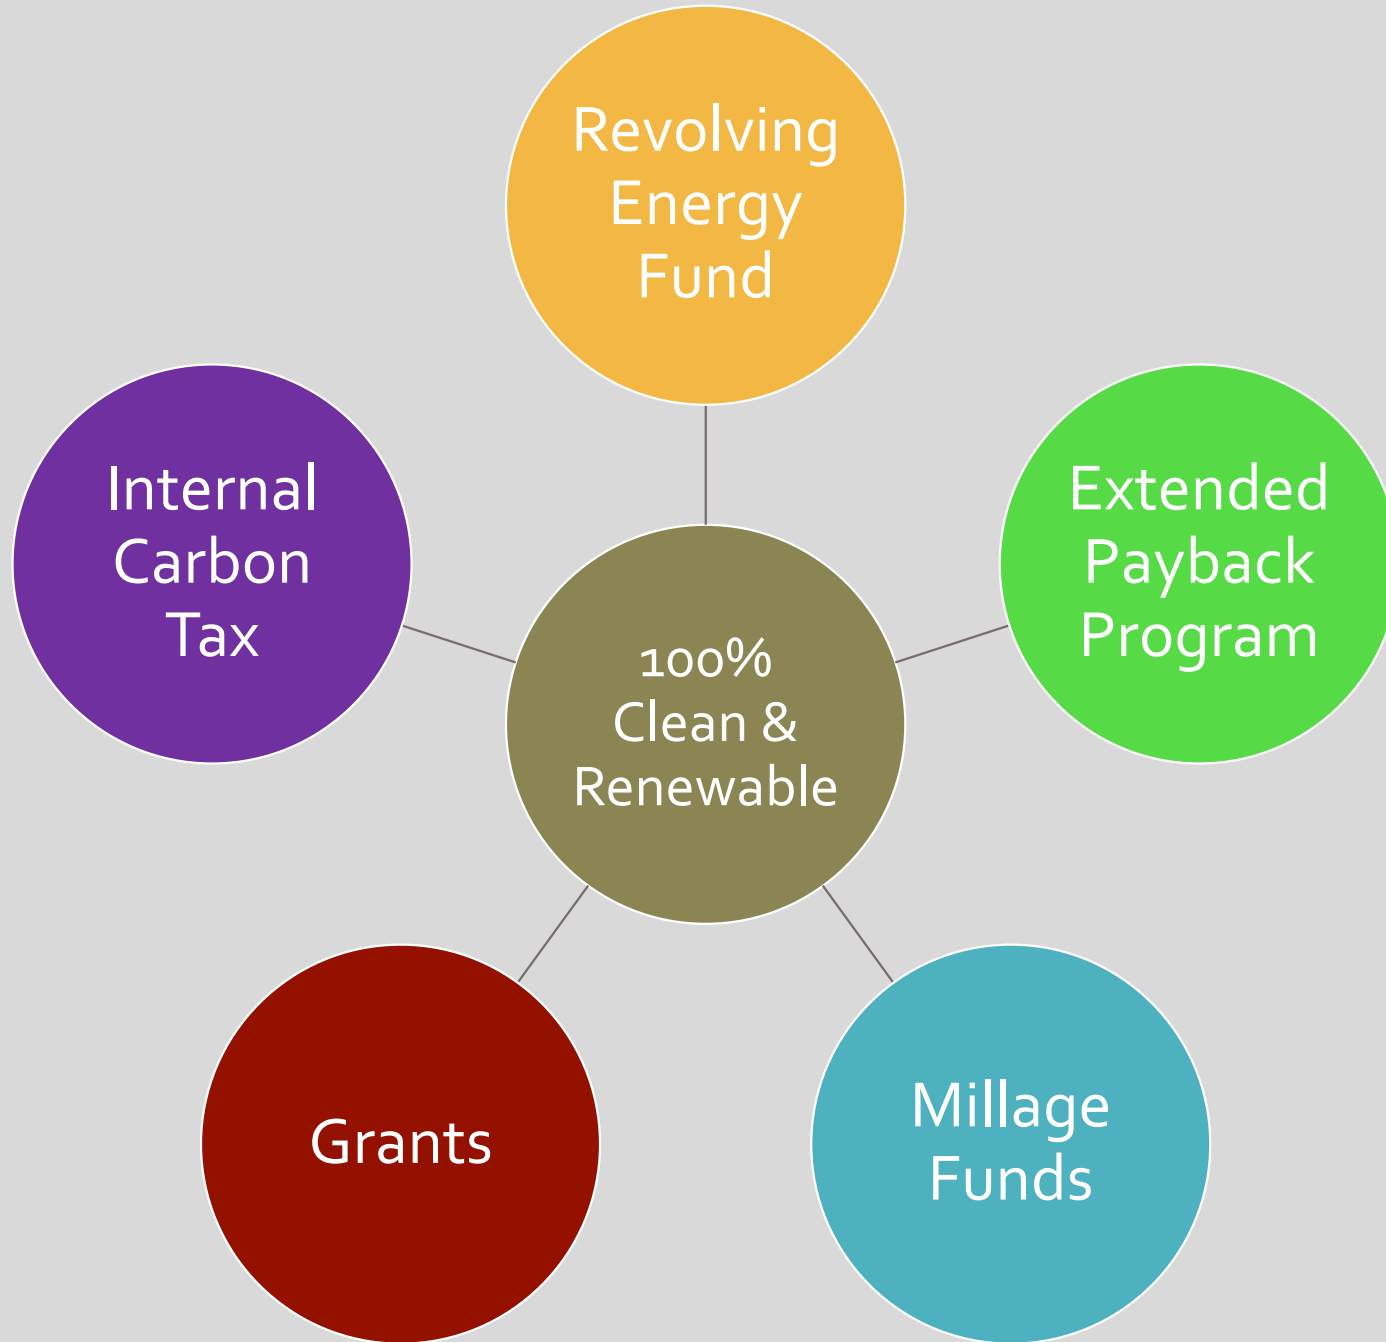 Revolving
Energy
Fund
Extended
Payback
Program
Millage
Funds
Grants
Internal
Carbon
Tax
100%
Clean &
Renewable